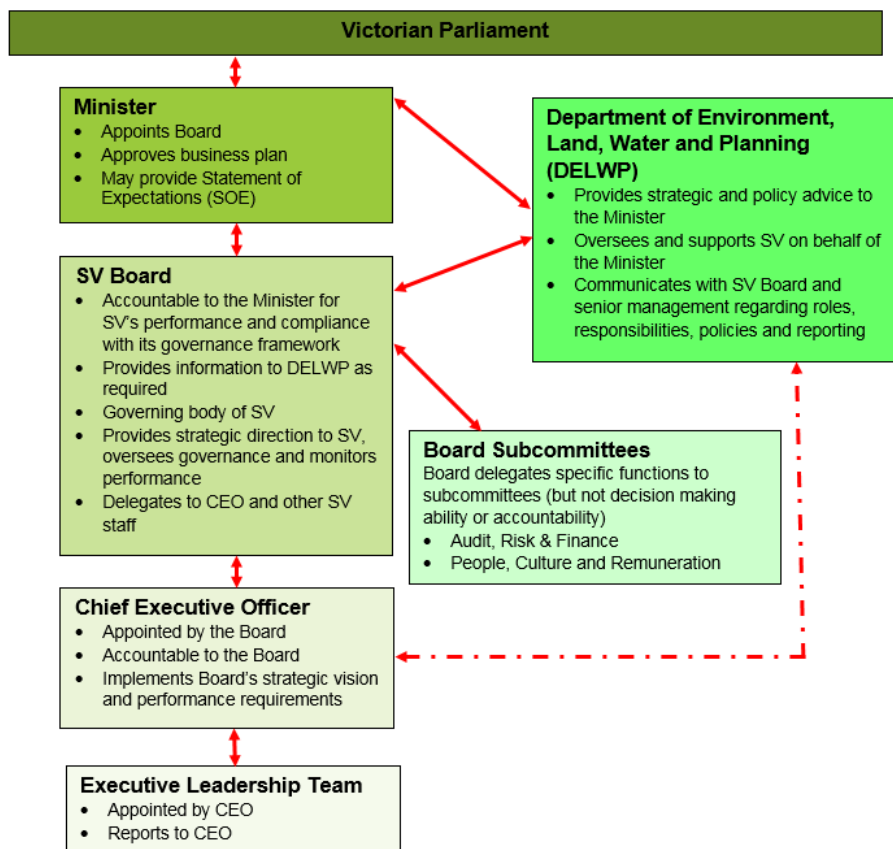 Victorian Parliament
Minister
• Appoints Board
• Approves business plan
• May provide Statement of
Expectations (SOE)
Department of Environment,
Land, Water and Planning
(DELWP)
• Provides strategic and policy advice to
the Minister
• Oversees and supports SV on behalf of
the Minister
• Communicates with SV Board and
senior management regarding roles,
responsibilities, policies and reporting
SV Board
• Accountable to the Minister for
SV's performance and compliance
with its governance framework
• Provides information to DELWP as
required
• Governing body of SV
• Provides strategic direction to SV,
oversees governance and monitors
performance
• Delegates to CEO and other SV
staff
Board Subcommittees
Board delegates specific functions to
subcommittees (but not decision making
ability or accountability)
• Audit, Risk & Finance
• People, Culture and Remuneration
Chief Executive Officer
• Appointed by the Board
• Accountable to the Board
• Implements Board's strategic vision
and performance requirements
Executive Leadership Team
• Appointed by CEO
• Reports to CEO